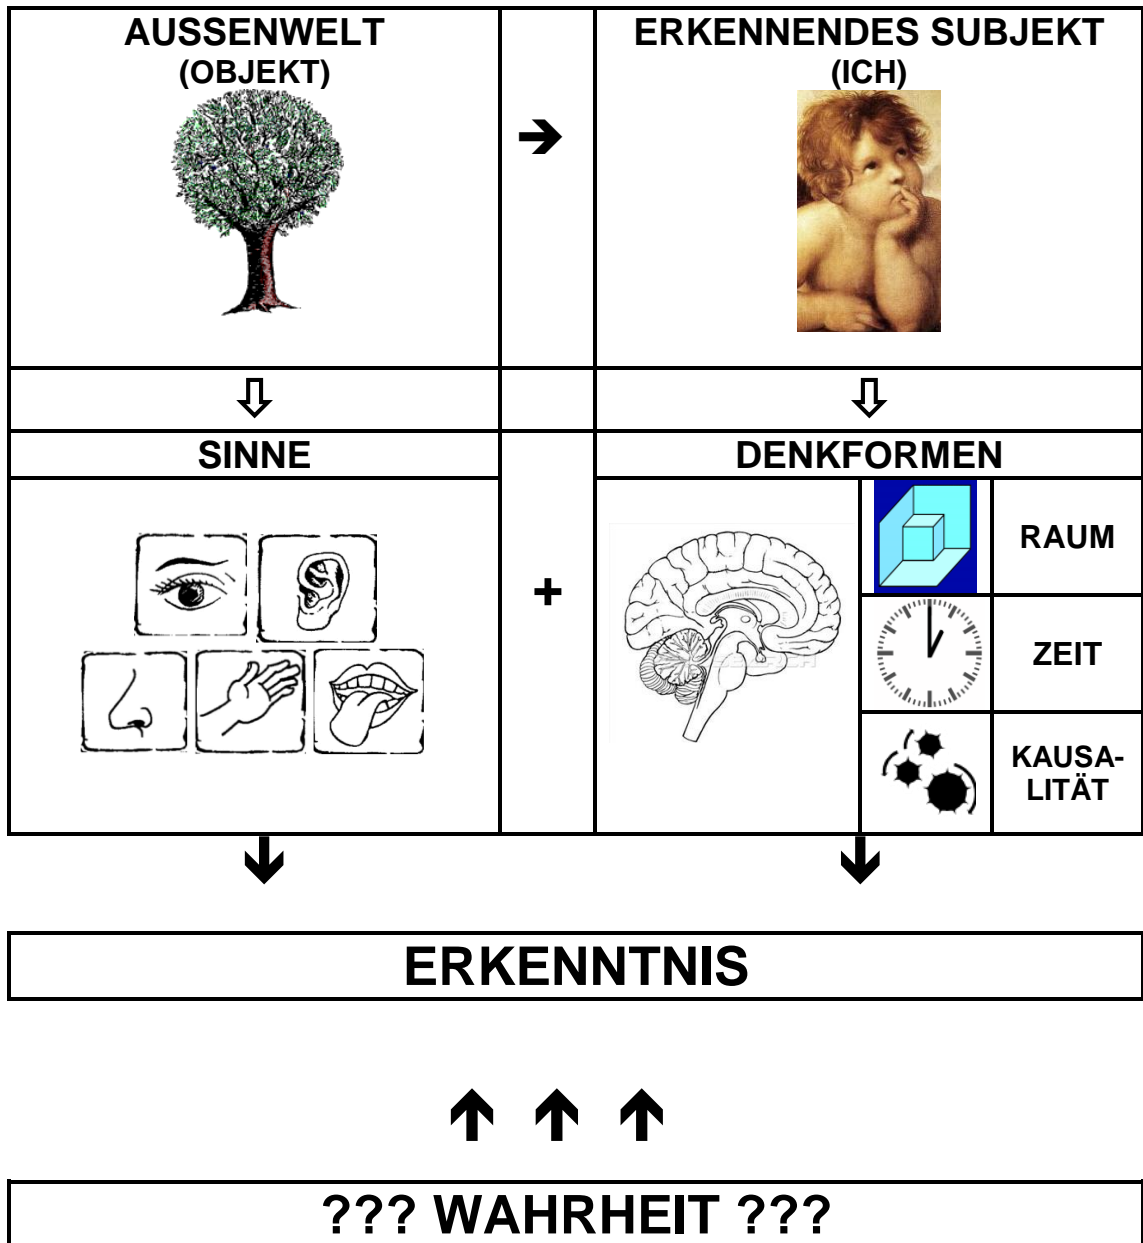 AUSSENWELT
(OBJEKT)
ERKENNENDES SUBJEKT
(ICH)
SINNE
DENKFORMEN
+
RAUM
ZEIT
KAUSA-
LITÄT
ERKENNTNIS
??? WAHRHEIT ???